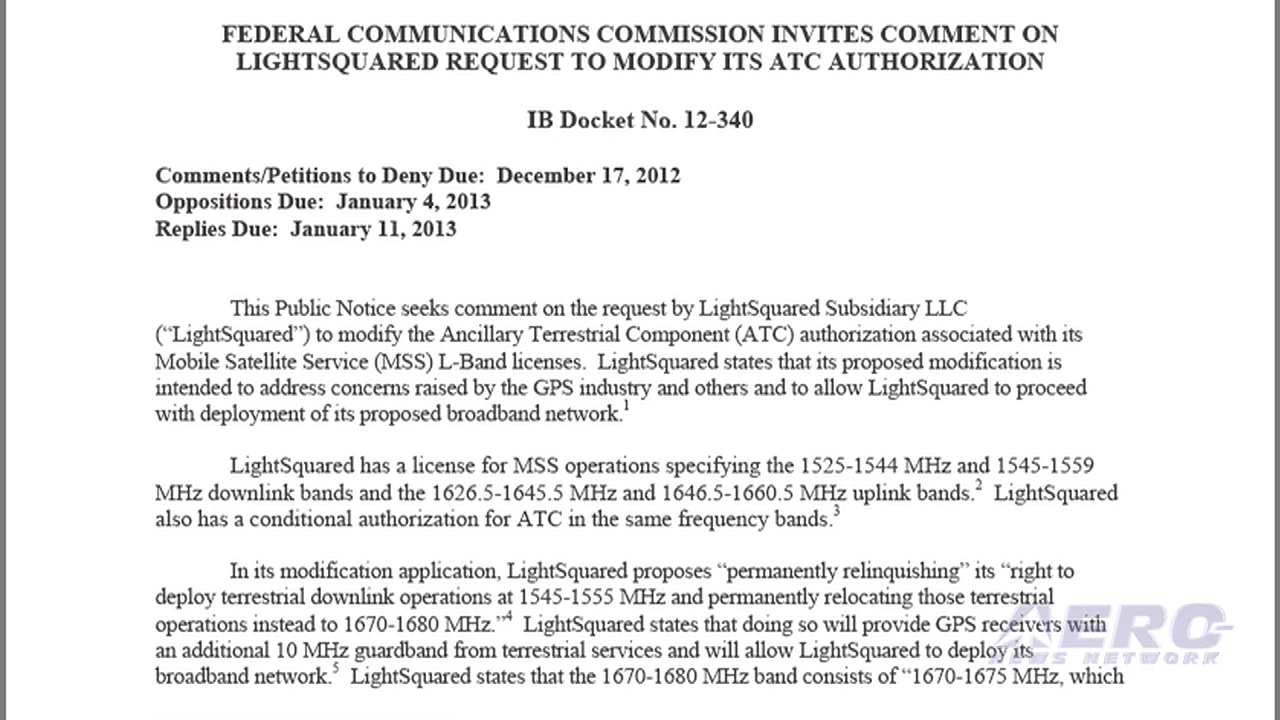 FEDERAL COMMUNICATIONS COMMISSION INVITES COMMENT ON
LIGHTSQUARED REQUEST TO MODIFY ITS ATC AUTHORIZATION
IB Docket No. 12-340
Comments/Petitions to Deny Due: December 17, 2012
Oppositions Due: January 4, 2013
Replies Due: January 11, 2013
This Public Notice seeks comment on the request by LightSquared Subsidiary LLC
(“LightSquared”) to modify the Ancillary Terrestrial Component (ATC) authorization associated with its
Mobile Satellite Service (MSS) L-Band licenses. LightSquared states that its proposed modification is
intended to address concerns raised by the GPS industry and others and to allow LightSquared to proceed
with deployment of its proposed broadband network.1
LightSquared has a license for MSS operations specifying the 1525-1544 MHz and 1545-1559
MHz downlink bands and the 1626.5-1645.5 MHz and 1646.5-1660.5 MHz uplink bands.2 LightSquared
also has a conditional authorization for ATC in the same frequency bands.3
In its modification application, LightSquared proposes “permanently relinquishing” its “right to
deploy terrestrial downlink operations at 1545-1555 MHz and permanently relocating those terrestrial
operations instead to 1670-1680 MHz.”4 LightSquared states that doing so will provide GPS receivers with
an additional 10 MHz guardband from terrestrial services and will allow LightSquared to deploy its
broadband network.5 LightSquared states that the 1670-1680 MHz band consists of “1670-1675 MHz, which
AERO
NEWS NETWORK